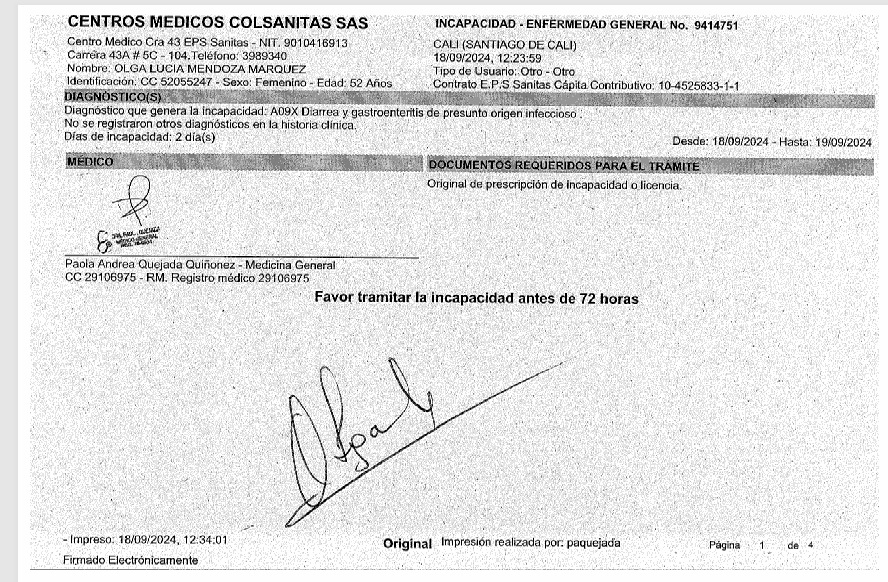 CENTROS MEDICOS COLSANITAS SAS
Centro Medico Cra 43 EPS Sanitas - NIT. 9010416913
Carrera 43A # 5C - 104.Teléfono: 3989340
Nombre: OLGA LUCIA MENDOZA MARQUEZ
Identificación: CC 52055247 - Sexo: Femenino - Edad: 52 Años
INCAPACIDAD - ENFERMEDAD GENERAL No. 9414751
CALI (SANTIAGO DE CALI)
18/09/2024, 12:23:59
Tipo de Usuario: Otro - Otro
Contrato E.P.S Sanitas Cápita Contributivo: 10-4525833-1-1
DIAGNÓSTICO(S)
Diagnóstico que genera la incapacidad: A09X Diarrea y gastroenteritis de presunto origen infeccioso .
No se registraron otros diagnósticos en la historia clínica.
Días de incapacidad: 2 día(s)
Desde: 18/09/2024 - Hasta: 19/09/2024
MÉDICO
Paola Andrea Quejada Quiñonez - Medicina General
CC 29106975 - RM. Registro médico 29106975
DOCUMENTOS REQUERIDOS PARA EL TRÁMITE
Original de prescripción de incapacidad o licencia.
Favor tramitar la incapacidad antes de 72 horas
Olga
- Impreso: 18/09/2024, 12:34:01
Firmado Electrónicamente
Original Impresión realizada por: paquejada
Página 1 de 4